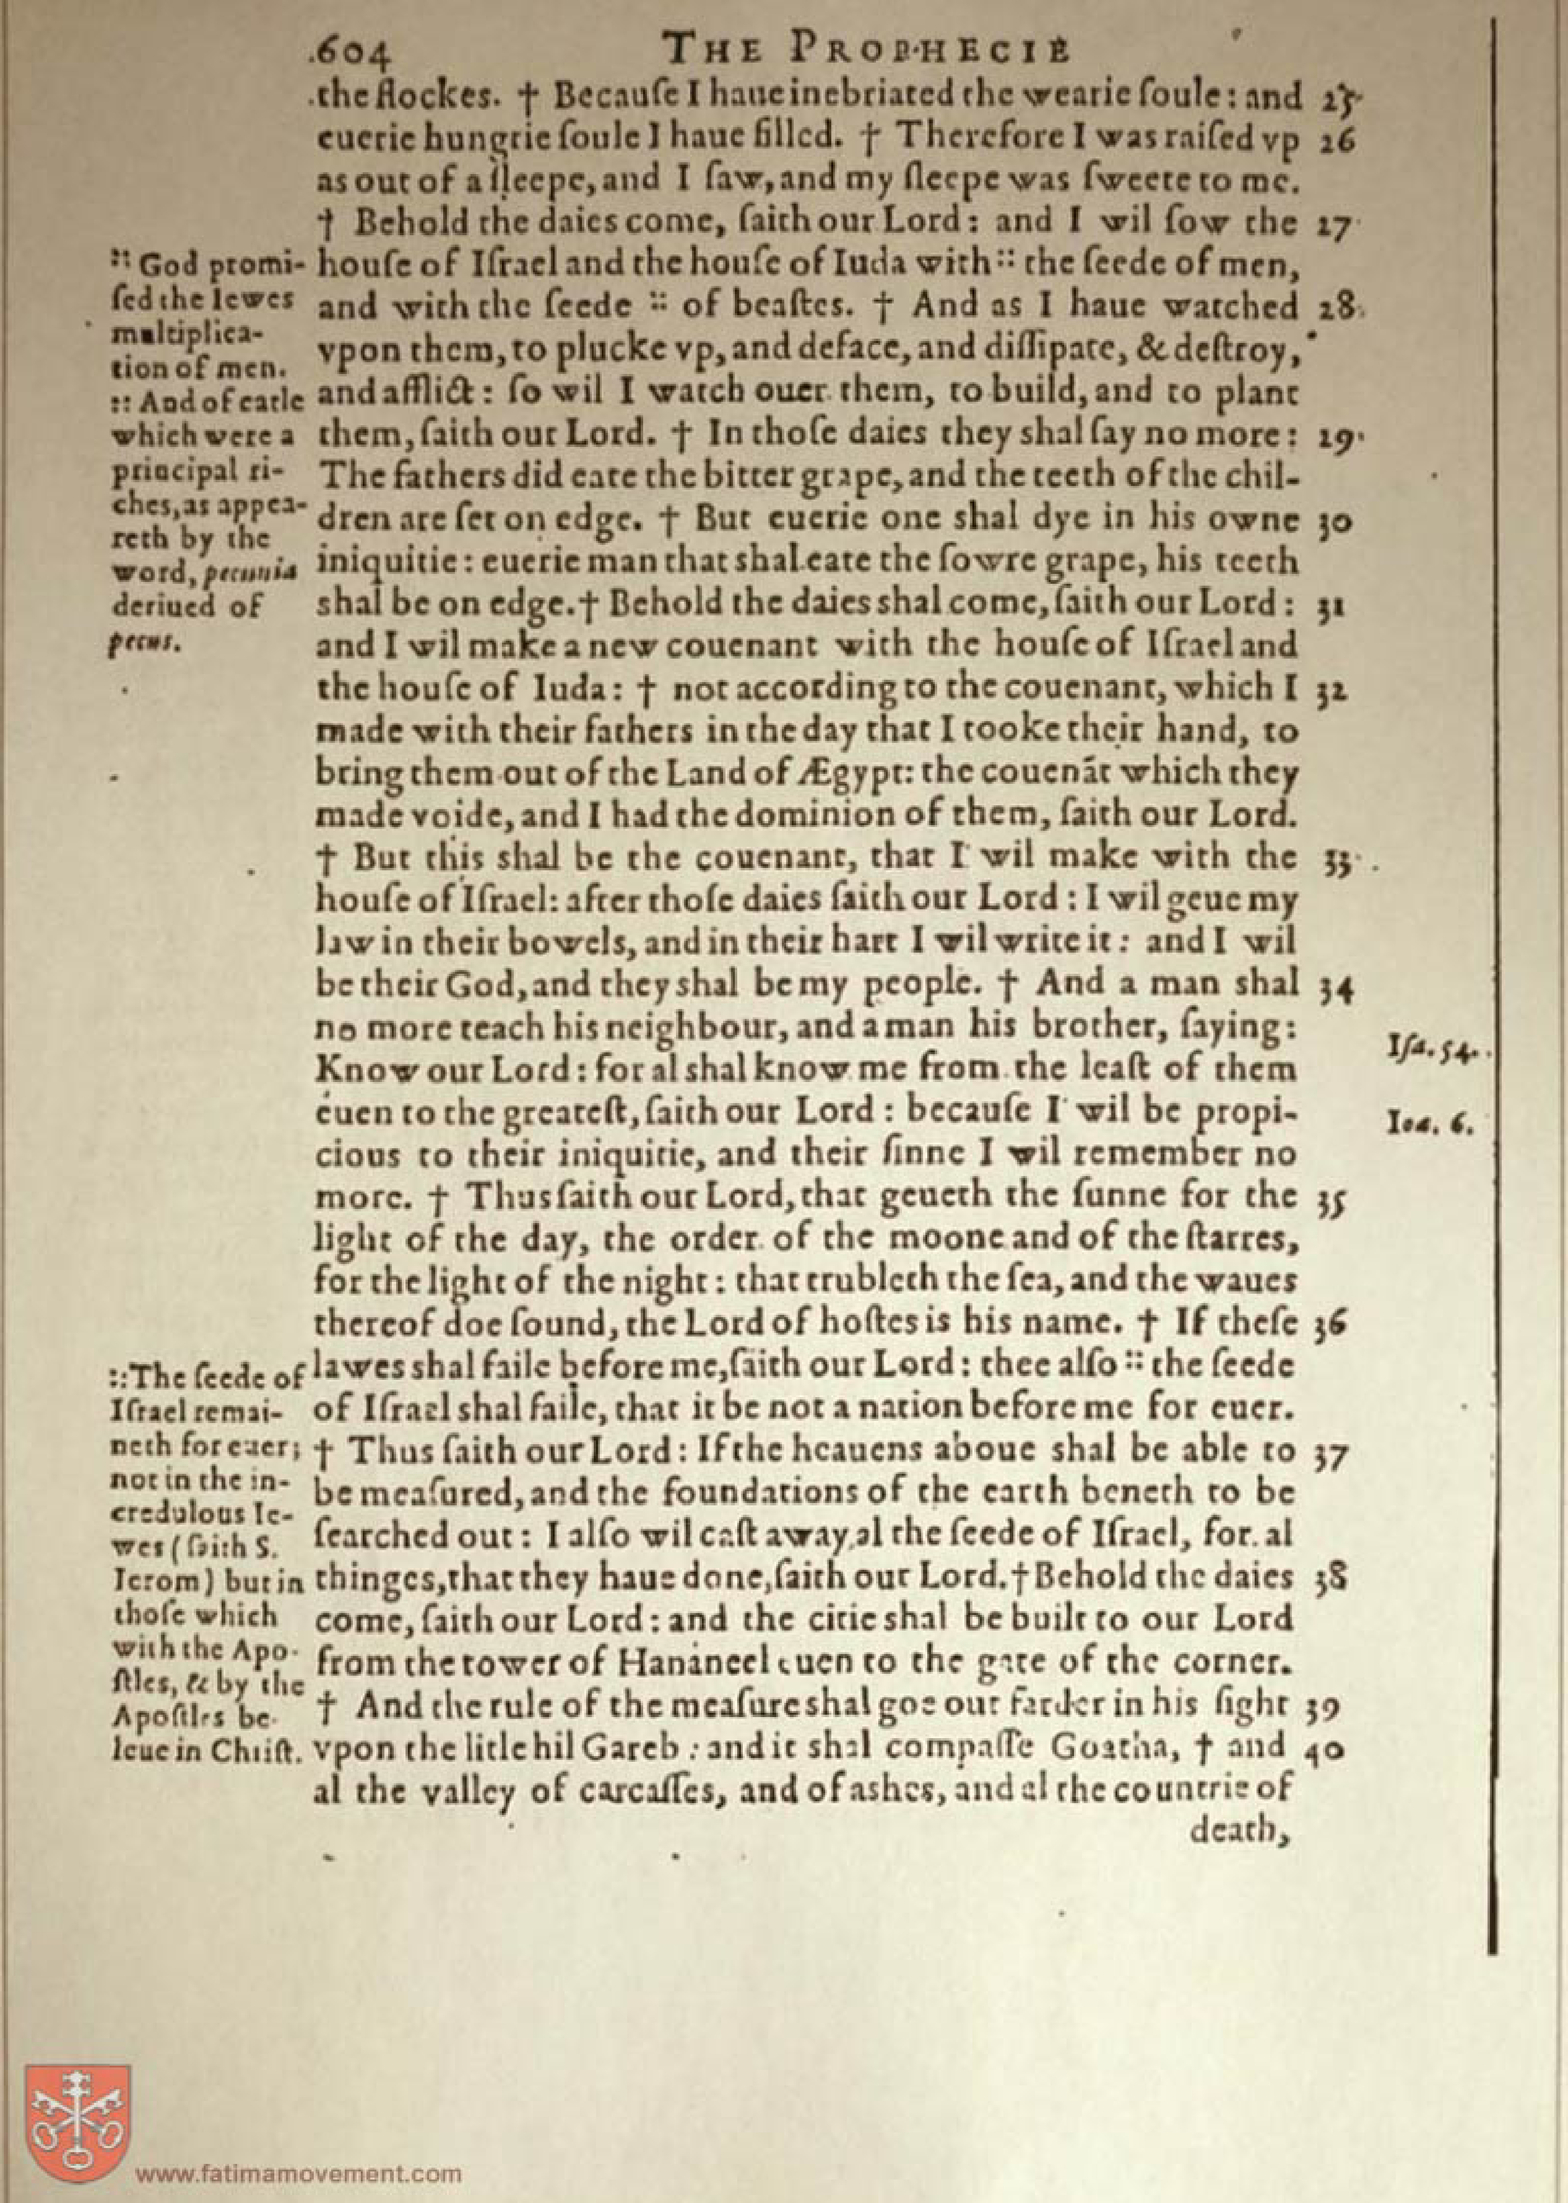 604 THE PROPHECIE
the flockes. † Becauſe I haue inebriated the wearie ſoule: and 25
euerie hungrie ſoule I haue filled. † Therefore I was raiſed vp 26
as out of a ſleepe, and I ſaw, and my ſleepe was ſweete to me.
† Behold the daies come, ſaith our Lord: and I wil ſow the 27
houſe of Iſrael and the houſe of Iuda with :: the ſeede of men,
and with the ſeede :: of beaſtes. † And as I haue watched 28
vpon them, to plucke vp, and deface, and diſſipate, & deſtroy,
and afflict: ſo wil I watch ouer them, to build, and to plant
them, ſaith our Lord. † In thoſe daies they shal ſay no more: 29
The fathers did eate the bitter grape, and the teeth of the chil-
dren are ſet on edge. † But euerie one shal dye in his owne 30
iniquitie: euerie man that shal eate the ſowre grape, his teeth
shal be on edge. † Behold the daies shal come, ſaith our Lord: 31
and I wil make a new couenant with the houſe of Iſrael and
the houſe of Iuda: † not according to the couenant, which I 32
made with their fathers in the day that I tooke their hand, to
bring them out of the Land of Ægypt: the couenãt which they
made voide, and I had the dominion of them, ſaith our Lord.
† But this shal be the couenant, that I wil make with the 33
houſe of Iſrael: after thoſe daies ſaith our Lord: I wil geue my
law in their bowels, and in their hart I wil write it: and I wil
be their God, and they shal be my people. † And a man shal 34
no more teach his neighbour, and a man his brother, ſaying:
Know our Lord: for al shal know me from the leaſt of them
euen to the greateſt, ſaith our Lord: becauſe I wil be propi-
cious to their iniquitie, and their ſinne I wil remember no
more. † Thus ſaith our Lord, that geueth the ſunne for the 35
light of the day, the order of the moone and of the ſtarres,
for the light of the night: that trubleth the ſea, and the waues
thereof doe ſound, the Lord of hoſtes is his name. † If theſe 36
lawes shal faile before me, ſaith our Lord: thee alſo :: the ſeede
of Iſrael shal faile, that it be not a nation before me for euer.
† Thus ſaith our Lord: If the heauens aboue shal be able to 37
be meaſured, and the foundations of the earth beneth to be
ſearched out: I alſo wil caſt away al the ſeede of Iſrael, for al
thinges, that they haue done, ſaith our Lord. † Behold the daies 38
come, ſaith our Lord: and the citie shal be built to our Lord
from the tower of Hananeel euen to the gate of the corner.
† And the rule of the meaſure shal goe out farder in his ſight 39
vpon the litle hil Gareb: and it shal compaſſe Goatha, † and 40
al the valley of carcaſſes, and of ashes, and al the countrie of
death,
:: God promi-
ſed the Iewes
multiplica-
tion of men.
:: And of catle
which were a
principal ri-
ches, as appea-
reth by the
word, pecunia
deriued of
pecus.
Iſa. 54.
Ioa. 6.
:: The ſeede of
Iſrael remai-
neth for euer;
not in the in-
credulous Ie-
wes (ſaith S.
Ierom) but in
thoſe which
with the Apo-
ſtles, & by the
Apoſtles be-
leue in Chriſt.
www.fatimamovement.com